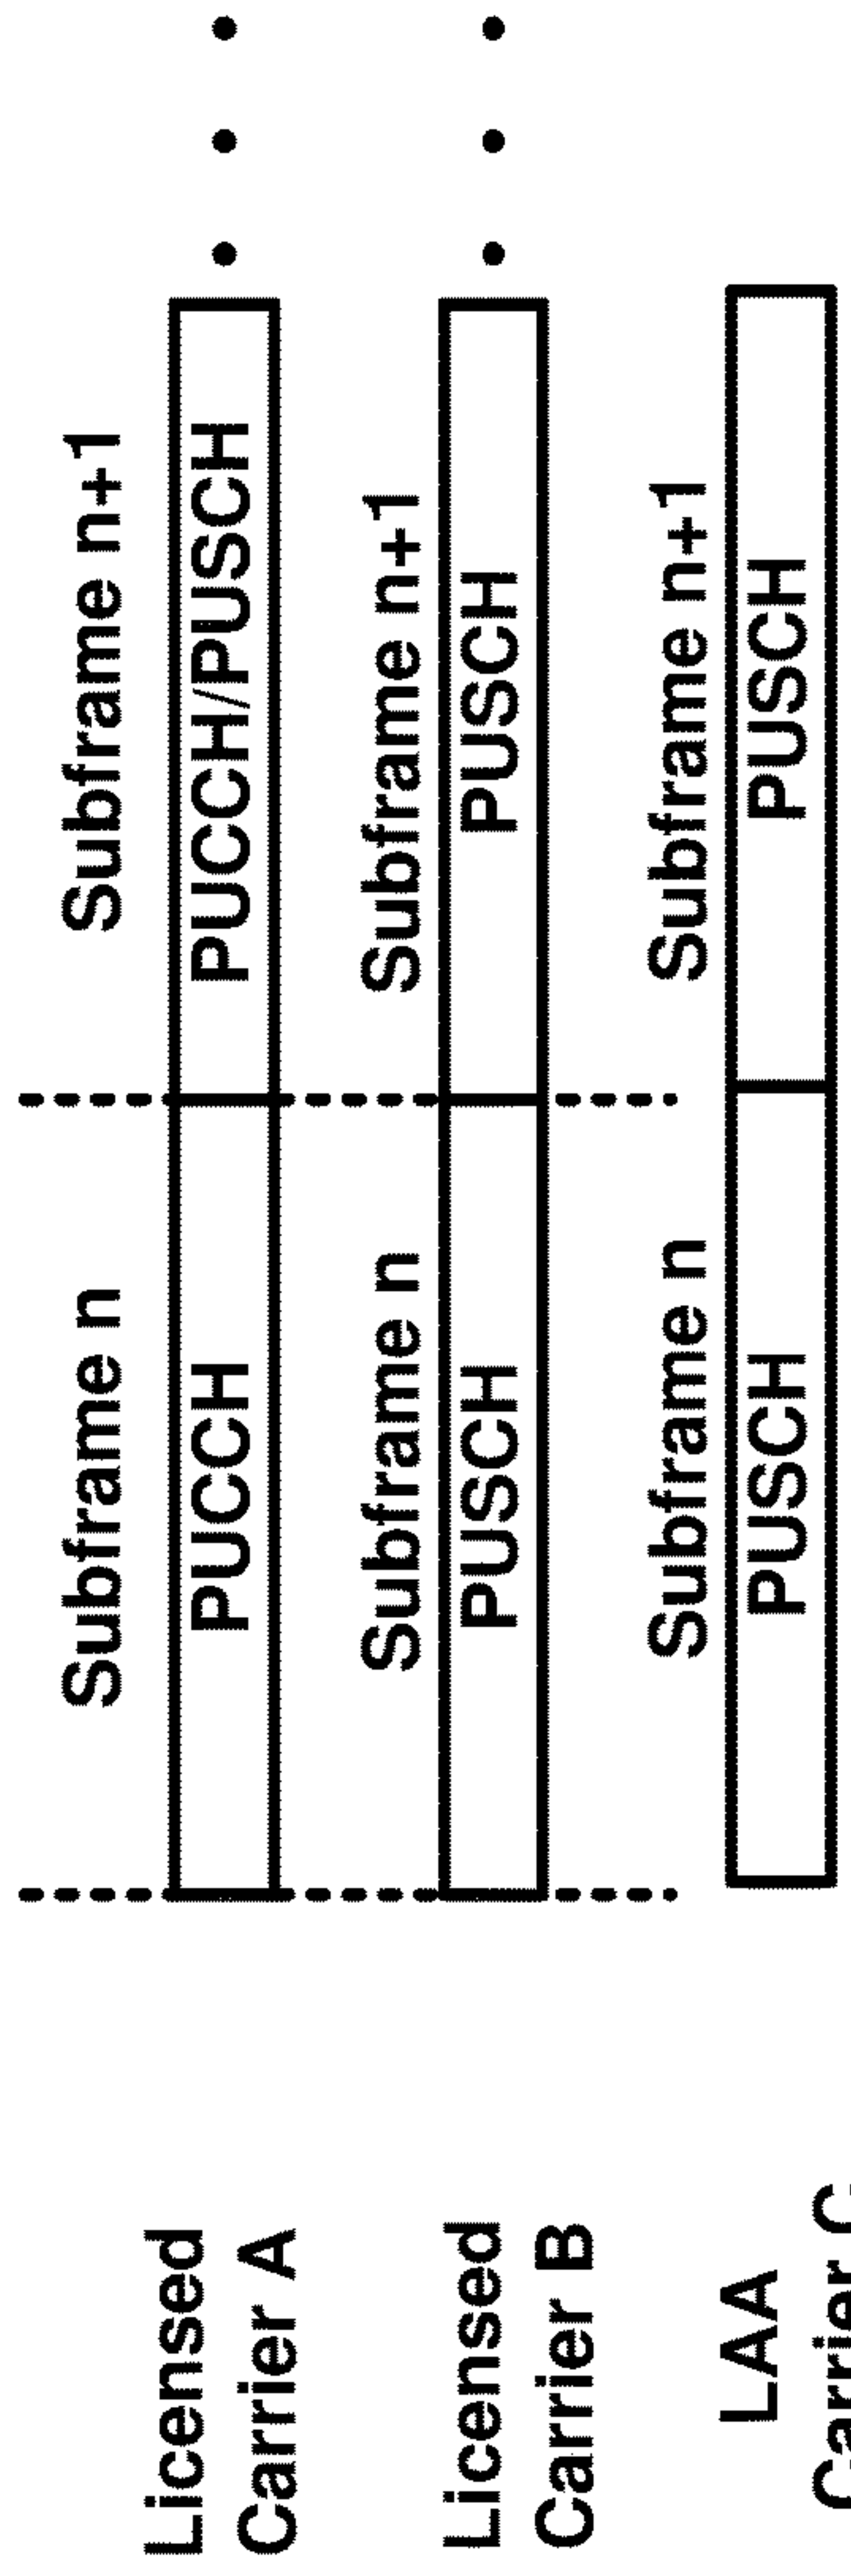 Subframe n
Subframe n+1
Licensed
Carrier A
PUCCH
PUCCH/PUSCH
Subframe n
Subframe n+1
Licensed
Carrier B
PUSCH
PUSCH
Subframe n
Subframe n+1
LAA
Carrier C
PUSCH
PUSCH